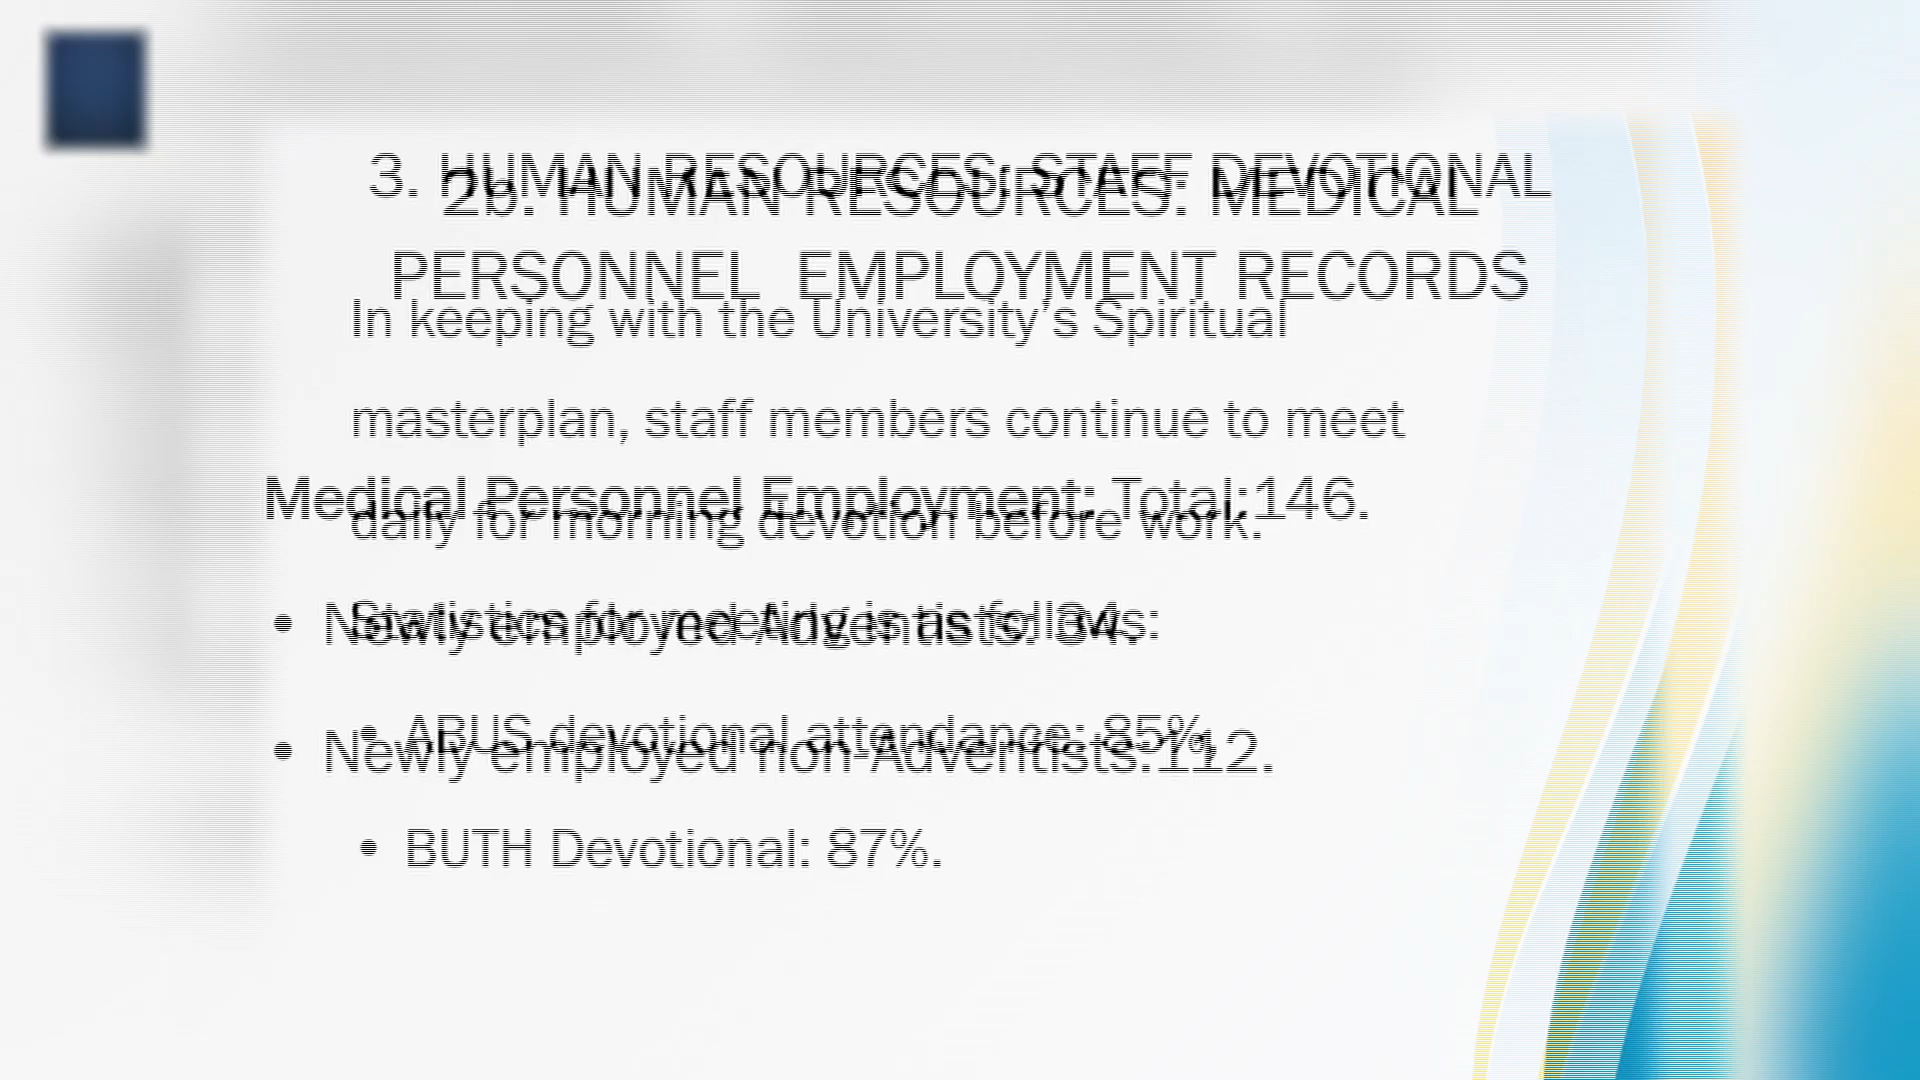 2b. HUMAN RESOURCES: MEDICAL
PERSONNEL EMPLOYMENT RECORDS
Medical Personnel Employment: Total:146.
• Newly employed Adventists: 34.
• Newly employed non-Adventists:112.
3. HUMAN RESOURCES: STAFF DEVOTIONAL
In keeping with the University's Spiritual
masterplan, staff members continue to meet
daily for morning devotion before work.
Statistics for meeting is as follows:
• ABUS devotional attendance: 85%,
• BUTH Devotional: 87%.